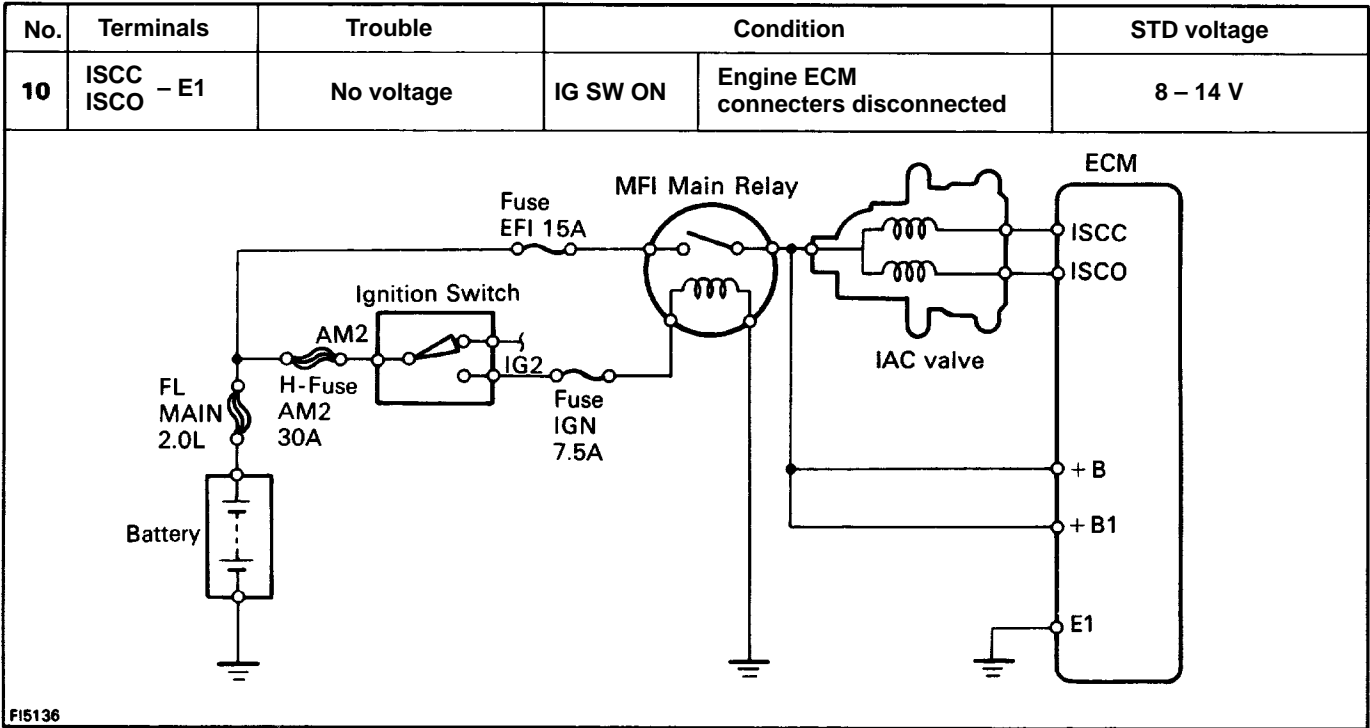 No. Terminals Trouble Condition STD voltage
10 ISCC ISCO – E1 No voltage IG SW ON Engine ECM connecters disconnected 8 – 14 V
ECM
MFI Main Relay
Fuse
EFI 15A
ISCC
ISCO
Ignition Switch
AM2
IG2
IAC valve
FL
MAIN
2.0L
H-Fuse
AM2
30A
Fuse
IGN
7.5A
+B
Battery
+B1
E1
FI5136